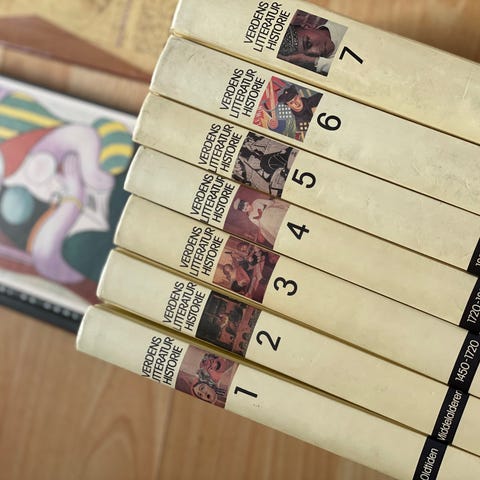 VERDENS
LITTERATUR
HISTORIE
7
VERDENS
LITTERATUR
HISTORIE
6
VERDENS
LITTERATUR
HISTORIE
5
VERDENS
LITTERATUR
HISTORIE
4
VERDENS
LITTERATUR
HISTORIE
3
1450-1720
VERDENS
LITTERATUR
HISTORIE
2
Middelalderen
VERDENS
LITTERATUR
HISTORIE
1
Oldtiden